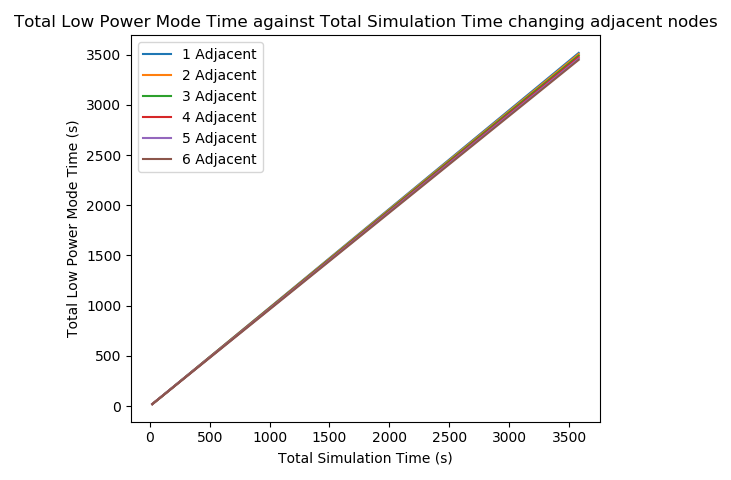 Total Low Power Mode Time against Total Simulation Time changing adjacent nodes
1 Adjacent
2 Adjacent
3 Adjacent
4 Adjacent
5 Adjacent
6 Adjacent
Total Low Power Mode Time (s)
3500
3000
2500
2000
1500
1000
500
0
0 500 1000 1500 2000 2500 3000 3500
Total Simulation Time (s)